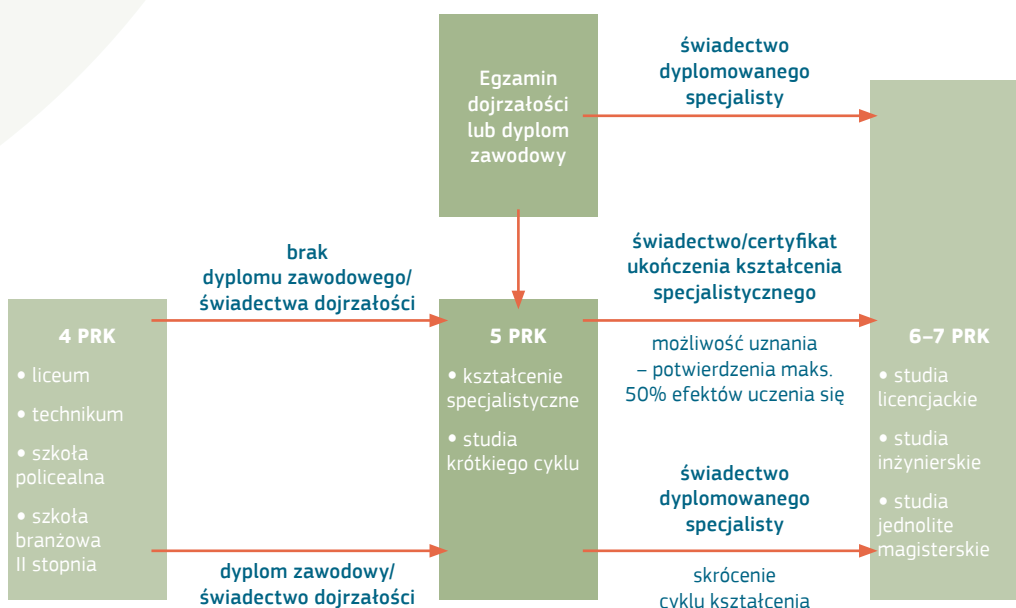 Egzamin
dojrzałości
lub dyplom
zawodowy
świadectwo
dyplomowanego
specjalisty
brak
dyplomu zawodowego/
świadectwa dojrzałości
świadectwo/certyfikat
ukończenia kształcenia
specjalistycznego
4 PRK
• liceum
• technikum
• szkoła
policealna
• szkoła
branżowa
II stopnia
5 PRK
• kształcenie
specjalistyczne
• studia
krótkiego cyklu
możliwość uznania
– potwierdzenia maks.
50% efektów uczenia się
6–7 PRK
• studia
licencjackie
• studia
inżynierskie
• studia
jednolite
magisterskie
dyplom zawodowy/
świadectwo dojrzałości
świadectwo
dyplomowanego
specjalisty
skrócenie
cyklu kształcenia